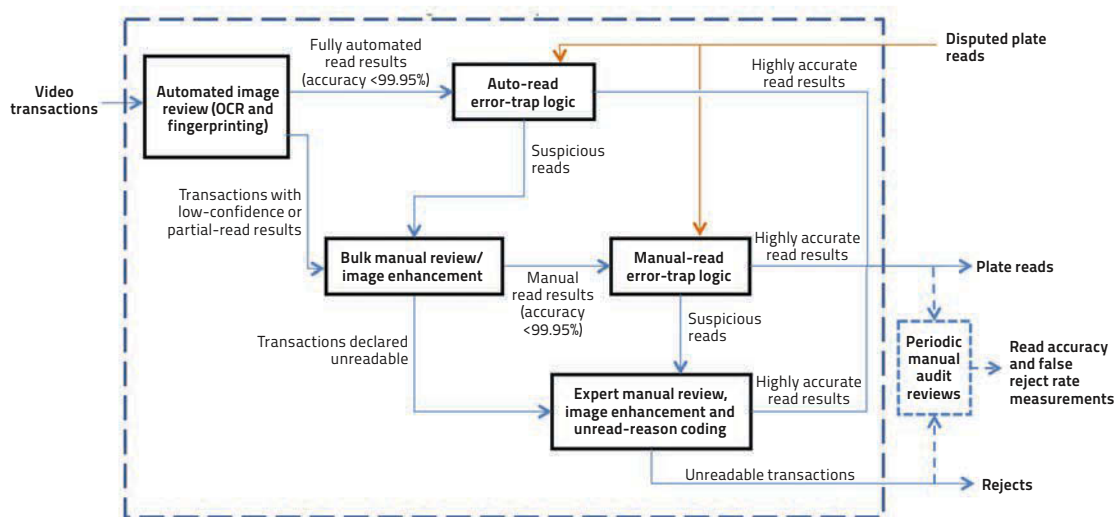 Video
transactions
Automated image
review (OCR and
fingerprinting)
Fully automated
read results
(accuracy <99.95%)
Auto-read
error-trap logic
Highly accurate
read results
Disputed plate
reads
Suspicious
reads
Transactions with
low-confidence or
partial-read results
Bulk manual review/
image enhancement
Manual
read results
(accuracy
<99.95%)
Manual-read
error-trap logic
Highly accurate
read results
Plate reads
Transactions declared
unreadable
Suspicious
reads
Periodic
manual
audit
reviews
Read accuracy
and false
reject rate
measurements
Expert manual review,
image enhancement and
unread-reason coding
Highly accurate
read results
Unreadable transactions
Rejects